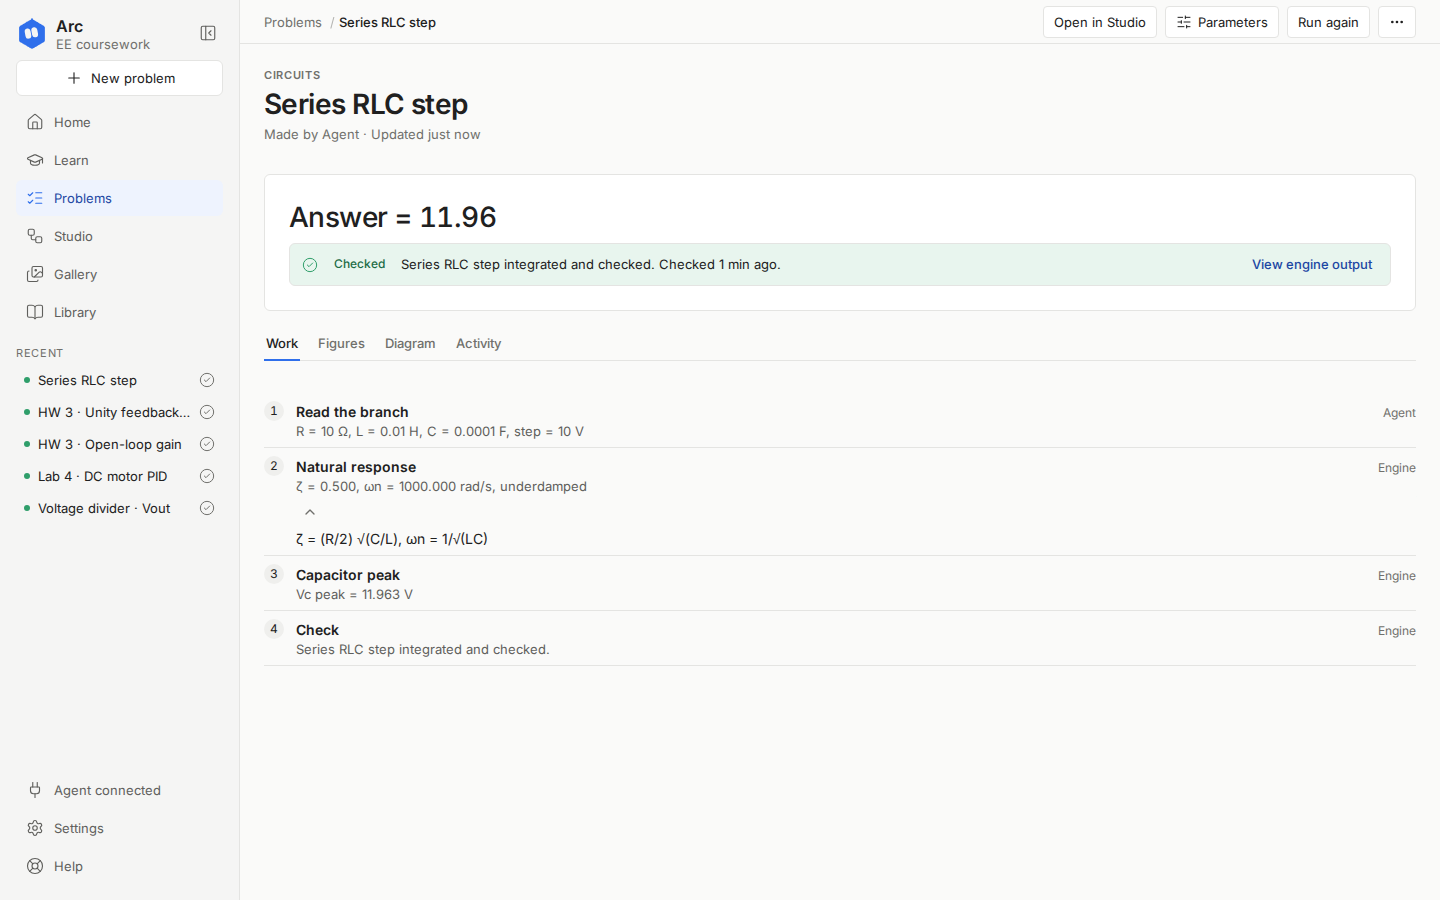 Arc
EE coursework
New problem
Home
Learn
Problems
Studio
Gallery
Library
RECENT
Series RLC step
HW 3 · Unity feedback...
HW 3 · Open-loop gain
Lab 4 · DC motor PID
Voltage divider · Vout
Agent connected
Settings
Help
Problems / Series RLC step
Open in Studio
Parameters
Run again
CIRCUITS
Series RLC step
Made by Agent · Updated just now
Answer = 11.96
Checked Series RLC step integrated and checked. Checked 1 min ago. View engine output
Work Figures Diagram Activity
1 Read the branch Agent
R = 10 Ω, L = 0.01 H, C = 0.0001 F, step = 10 V
2 Natural response Engine
ζ = 0.500, ωn = 1000.000 rad/s, underdamped
ζ = (R/2) √(C/L), ωn = 1/√(LC)
3 Capacitor peak Engine
Vc peak = 11.963 V
4 Check Engine
Series RLC step integrated and checked.